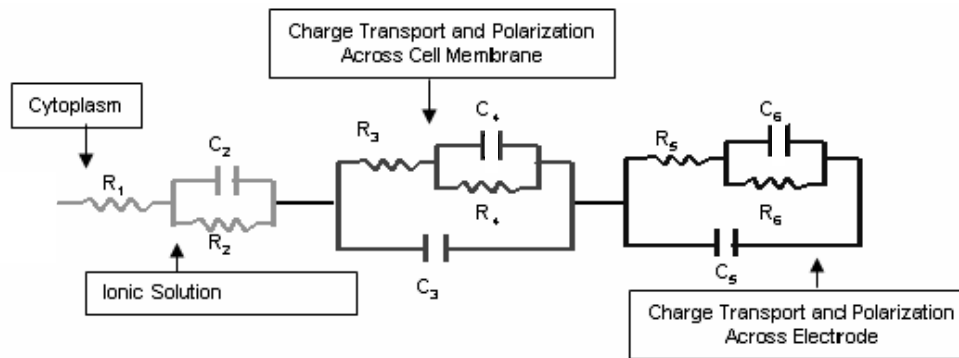 Charge Transport and Polarization
Across Cell Membrane
Cytoplasm
C₄
C₆
R₃
R₅
C₂
R₁
R₄
R₆
R₂
C₅
C₃
Ionic Solution
Charge Transport and Polarization
Across Electrode